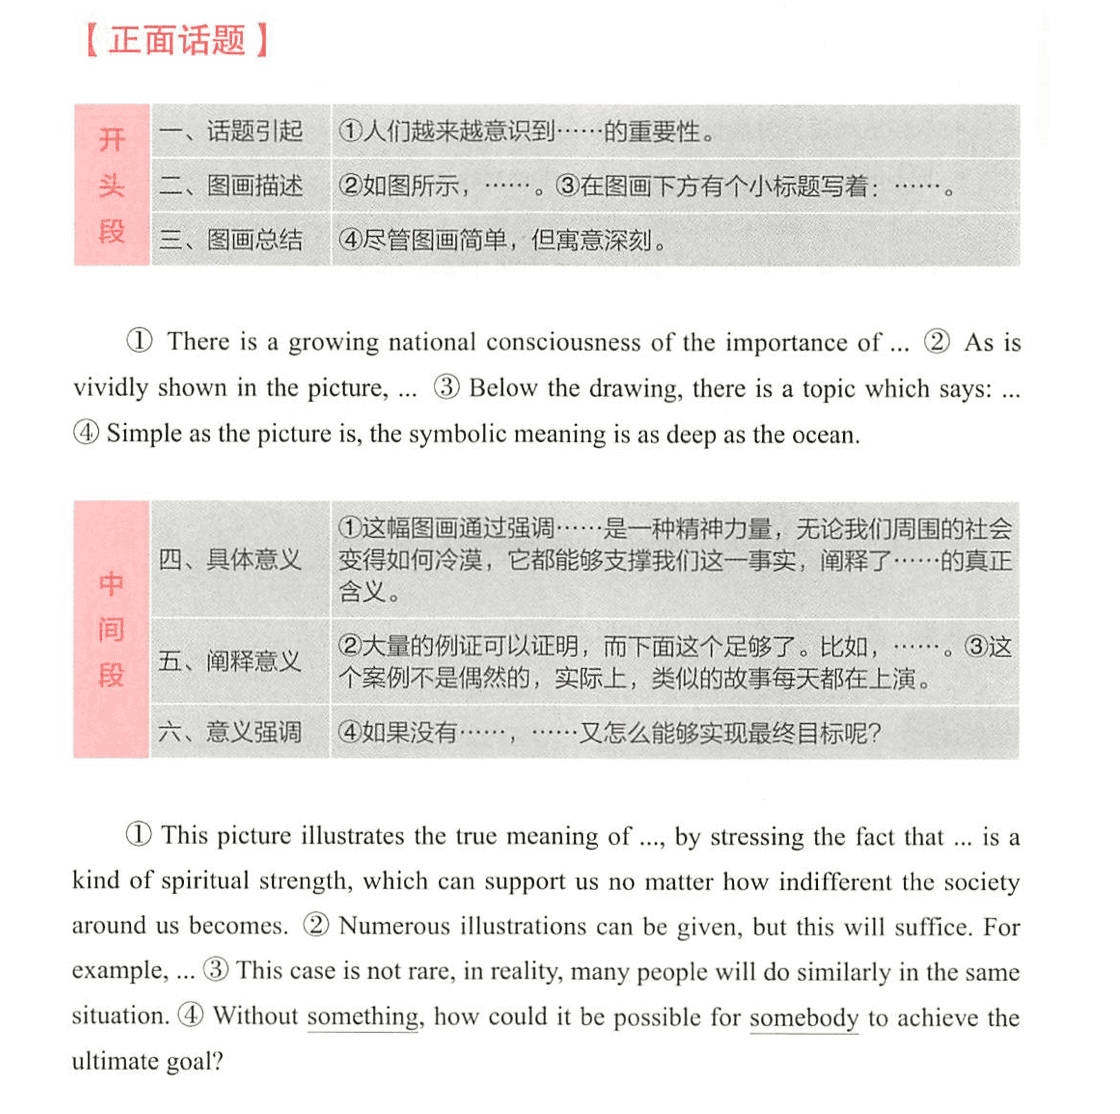 【正面话题】
开头段
一、话题引起 ①人们越来越意识到……的重要性。
二、图画描述 ②如图所示，……。③在图画下方有个小标题写着：……。
三、图画总结 ④尽管图画简单，但寓意深刻。
① There is a growing national consciousness of the importance of ... ② As is
vividly shown in the picture, ... ③ Below the drawing, there is a topic which says: ...
④ Simple as the picture is, the symbolic meaning is as deep as the ocean.
中间段
四、具体意义 ①这幅图画通过强调……是一种精神力量，无论我们周围的社会
变得如何冷漠，它都能够支撑我们这一事实，阐释了……的真正
含义。
五、阐释意义 ②大量的例证可以证明，而下面这个足够了。比如，……。③这
个案例不是偶然的，实际上，类似的故事每天都在上演。
六、意义强调 ④如果没有……，……又怎么能够实现最终目标呢？
① This picture illustrates the true meaning of ..., by stressing the fact that ... is a
kind of spiritual strength, which can support us no matter how indifferent the society
around us becomes. ② Numerous illustrations can be given, but this will suffice. For
example, ... ③ This case is not rare, in reality, many people will do similarly in the same
situation. ④ Without something, how could it be possible for somebody to achieve the
ultimate goal?